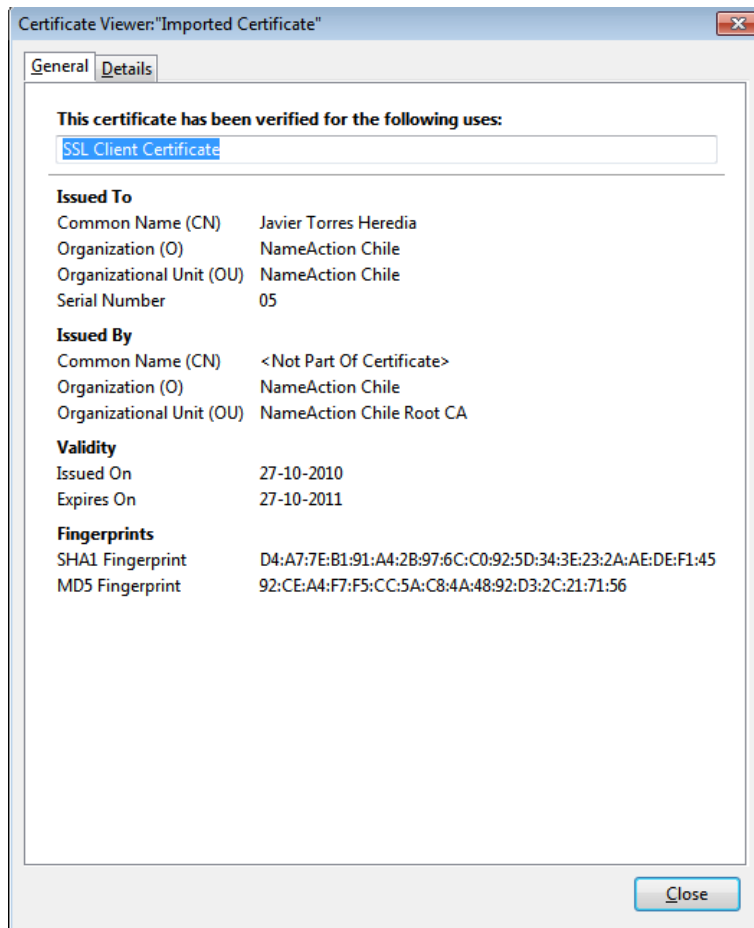 Certificate Viewer:"Imported Certificate"
General Details
This certificate has been verified for the following uses:
SSL Client Certificate
Issued To
Common Name (CN) Javier Torres Heredia
Organization (O) NameAction Chile
Organizational Unit (OU) NameAction Chile
Serial Number 05
Issued By
Common Name (CN) <Not Part Of Certificate>
Organization (O) NameAction Chile
Organizational Unit (OU) NameAction Chile Root CA
Validity
Issued On 27-10-2010
Expires On 27-10-2011
Fingerprints
SHA1 Fingerprint D4:A7:7E:B1:91:A4:2B:97:6C:C0:92:5D:34:3E:23:2A:AE:DE:F1:45
MD5 Fingerprint 92:CE:A4:F7:F5:CC:5A:C8:4A:48:92:D3:2C:21:71:56
Close